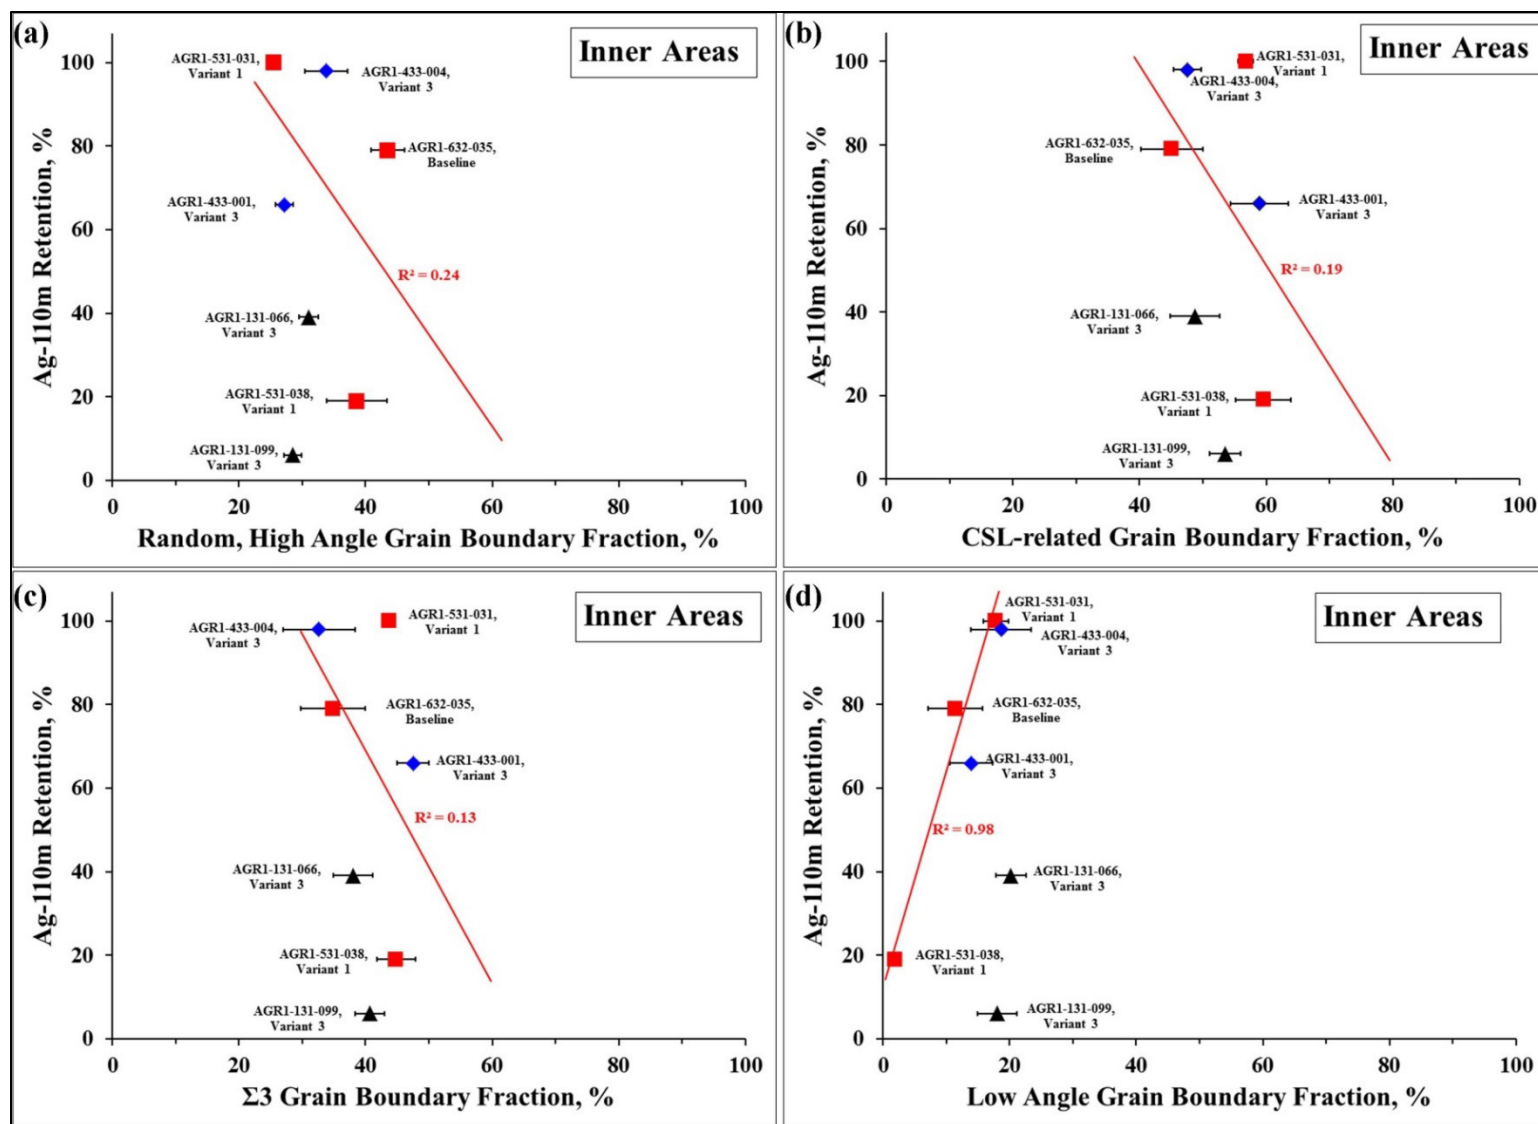 (a)
Inner Areas
Ag-110m Retention, %
100
80
60
40
20
0
AGR1-531-031,
Variant 1
AGR1-433-004,
Variant 3
AGR1-632-035,
Baseline
AGR1-433-001,
Variant 3
R² = 0.24
AGR1-131-066,
Variant 3
AGR1-531-038,
Variant 1
AGR1-131-099,
Variant 3
0 20 40 60 80 100
Random, High Angle Grain Boundary Fraction, %
(b)
Inner Areas
Ag-110m Retention, %
100
80
60
40
20
0
AGR1-531-031,
Variant 1
AGR1-433-004,
Variant 3
AGR1-632-035,
Baseline
AGR1-433-001,
Variant 3
R² = 0.19
AGR1-131-066,
Variant 3
AGR1-531-038,
Variant 1
AGR1-131-099,
Variant 3
0 20 40 60 80 100
CSL-related Grain Boundary Fraction, %
(c)
Inner Areas
Ag-110m Retention, %
100
80
60
40
20
0
AGR1-531-031,
Variant 1
AGR1-433-004,
Variant 3
AGR1-632-035,
Baseline
AGR1-433-001,
Variant 3
R² = 0.13
AGR1-131-066,
Variant 3
AGR1-531-038,
Variant 1
AGR1-131-099,
Variant 3
0 20 40 60 80 100
Σ3 Grain Boundary Fraction, %
(d)
Inner Areas
Ag-110m Retention, %
100
80
60
40
20
0
AGR1-531-031,
Variant 1
AGR1-433-004,
Variant 3
AGR1-632-035,
Baseline
AGR1-433-001,
Variant 3
R² = 0.98
AGR1-131-066,
Variant 3
AGR1-531-038,
Variant 1
AGR1-131-099,
Variant 3
0 20 40 60 80 100
Low Angle Grain Boundary Fraction, %